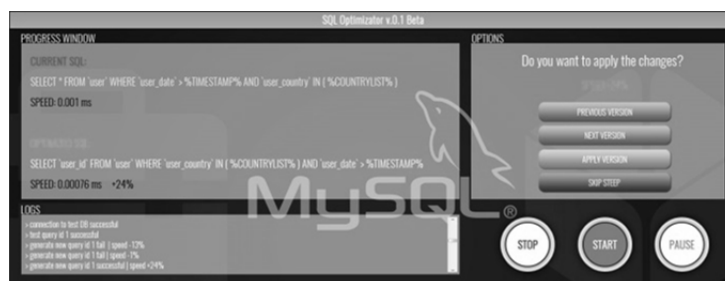 SQL Optimizator v.0.1 Beta
PROGRESS WINDOW
CURRENT SQL:
SELECT * FROM 'user' WHERE 'user_date' > %TIMESTAMP% AND 'user_country' IN ( %COUNTRYLIST% )
SPEED: 0.001 ms
OPTIMIZED SQL:
SELECT 'user_id' FROM 'user' WHERE 'user_country' IN ( %COUNTRYLIST% ) AND 'user_date' > %TIMESTAMP%
SPEED: 0.00076 ms +24%
OPTIONS
Do you want to apply the changes?
SPEED +24%
PREVIOUS VERSION
NEXT VERSION
APPLY VERSION
SKIP STEEP
MySQL®
LOGS
> connection to test DB successful
> test query id 1 successful
> generate new query id 1 fail | speed -12%
> generate new query id 1 fail | speed -1%
> generate new query id 1 successful | speed +24%
STOP
START
PAUSE